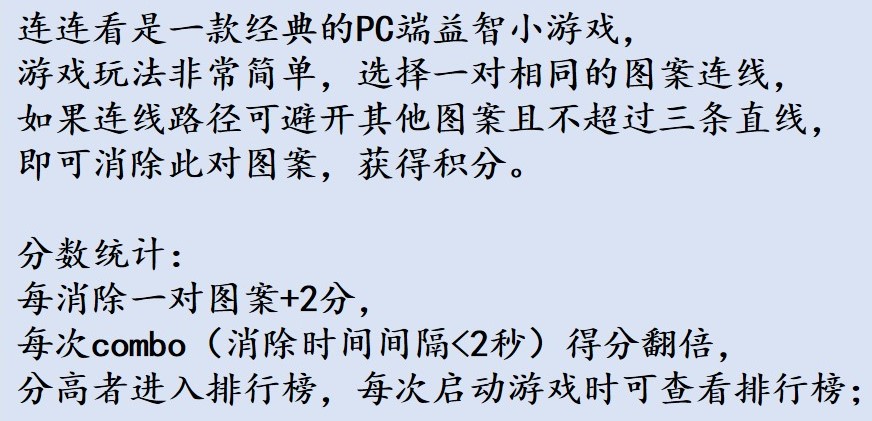 连连看是一款经典的PC端益智小游戏，
游戏玩法非常简单，选择一对相同的图案连线，
如果连线路径可避开其他图案且不超过三条直线，
即可消除此对图案，获得积分。
分数统计：
每消除一对图案+2分，
每次combo（消除时间间隔<2秒）得分翻倍，
分高者进入排行榜，每次启动游戏时可查看排行榜；